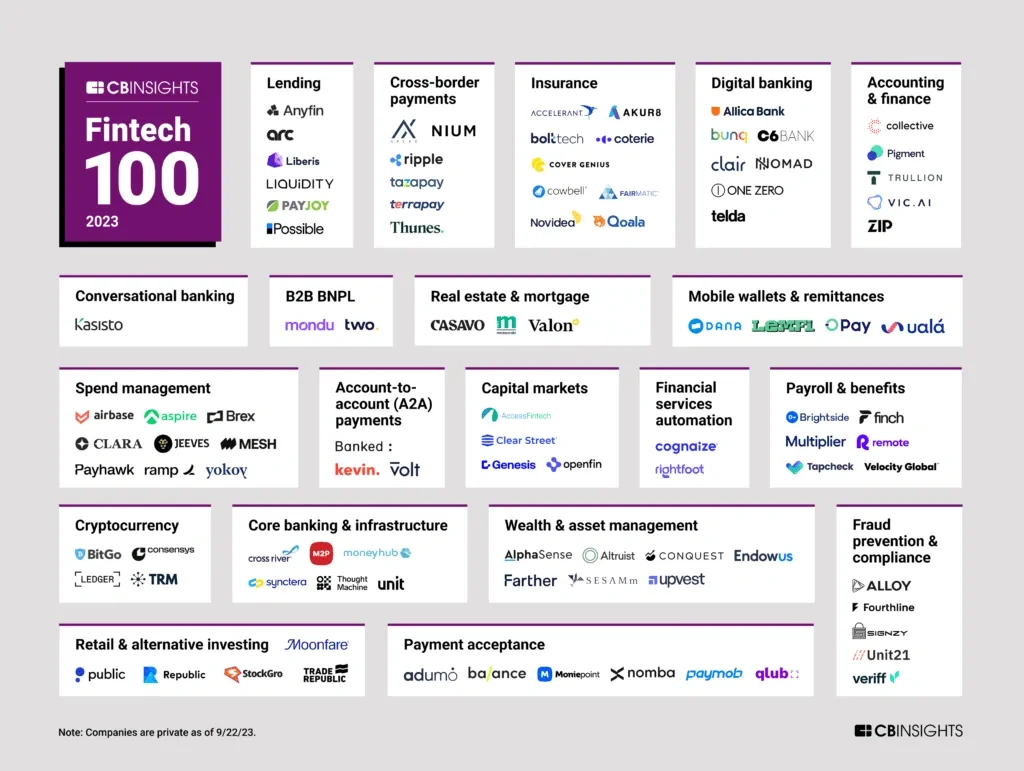 CBINSIGHTS
Fintech
100
2023
Lending
Anyfin
arc
Liberis
LIQUIDITY
PAYJOY
Possible
Cross-border
payments
NIUM
ripple
tazapay
terrapay
Thunes.
Insurance
ACCELERANT AKUR8
bolttech coterie
COVER GENIUS
cowbell FAIRMATIC
Novidea Qoala
Digital banking
Allica Bank
bunq C6BANK
clair NOMAD
ONE ZERO
telda
Accounting
& finance
collective
Pigment
TRULLION
VIC.AI
ZIP
Conversational banking
kasisto
B2B BNPL
mondu two.
Real estate & mortgage
CASAVO Valon
Mobile wallets & remittances
DANA LEMFI OPay ualá
Spend management
airbase aspire Brex
CLARA JEEVES MESH
Payhawk ramp yokoy
Account-to-
account (A2A)
payments
Banked :
kevin. volt
Capital markets
AccessFintech
Clear Street
Genesis openfin
Financial
services
automation
cognaize
rightfoot
Payroll & benefits
Brightside finch
Multiplier remote
Tapcheck Velocity Global
Cryptocurrency
BitGo consensys
LEDGER TRM
Core banking & infrastructure
cross river M2P moneyhub
synctera Thought Machine unit
Wealth & asset management
AlphaSense Altruist CONQUEST Endowus
Farther SESAMm upvest
Fraud
prevention &
compliance
ALLOY
Fourthline
SIGNZY
Unit21
veriff
Retail & alternative investing Moonfare
public Republic StockGro TRADE REPUBLIC
Payment acceptance
adumo balance Moniepoint nomba paymob qlub
Note: Companies are private as of 9/22/23.
CBINSIGHTS